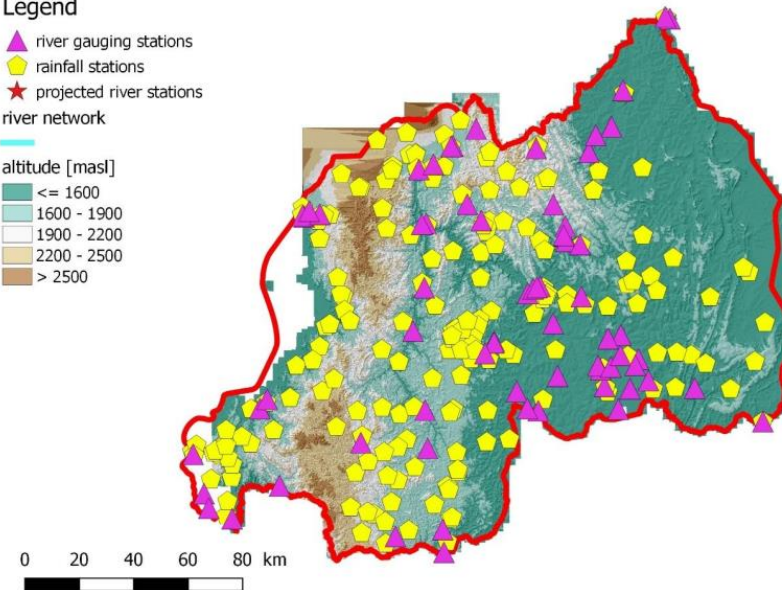 Legend
river gauging stations
rainfall stations
projected river stations
river network
altitude [masl]
<= 1600
1600 - 1900
1900 - 2200
2200 - 2500
> 2500
0 20 40 60 80 km